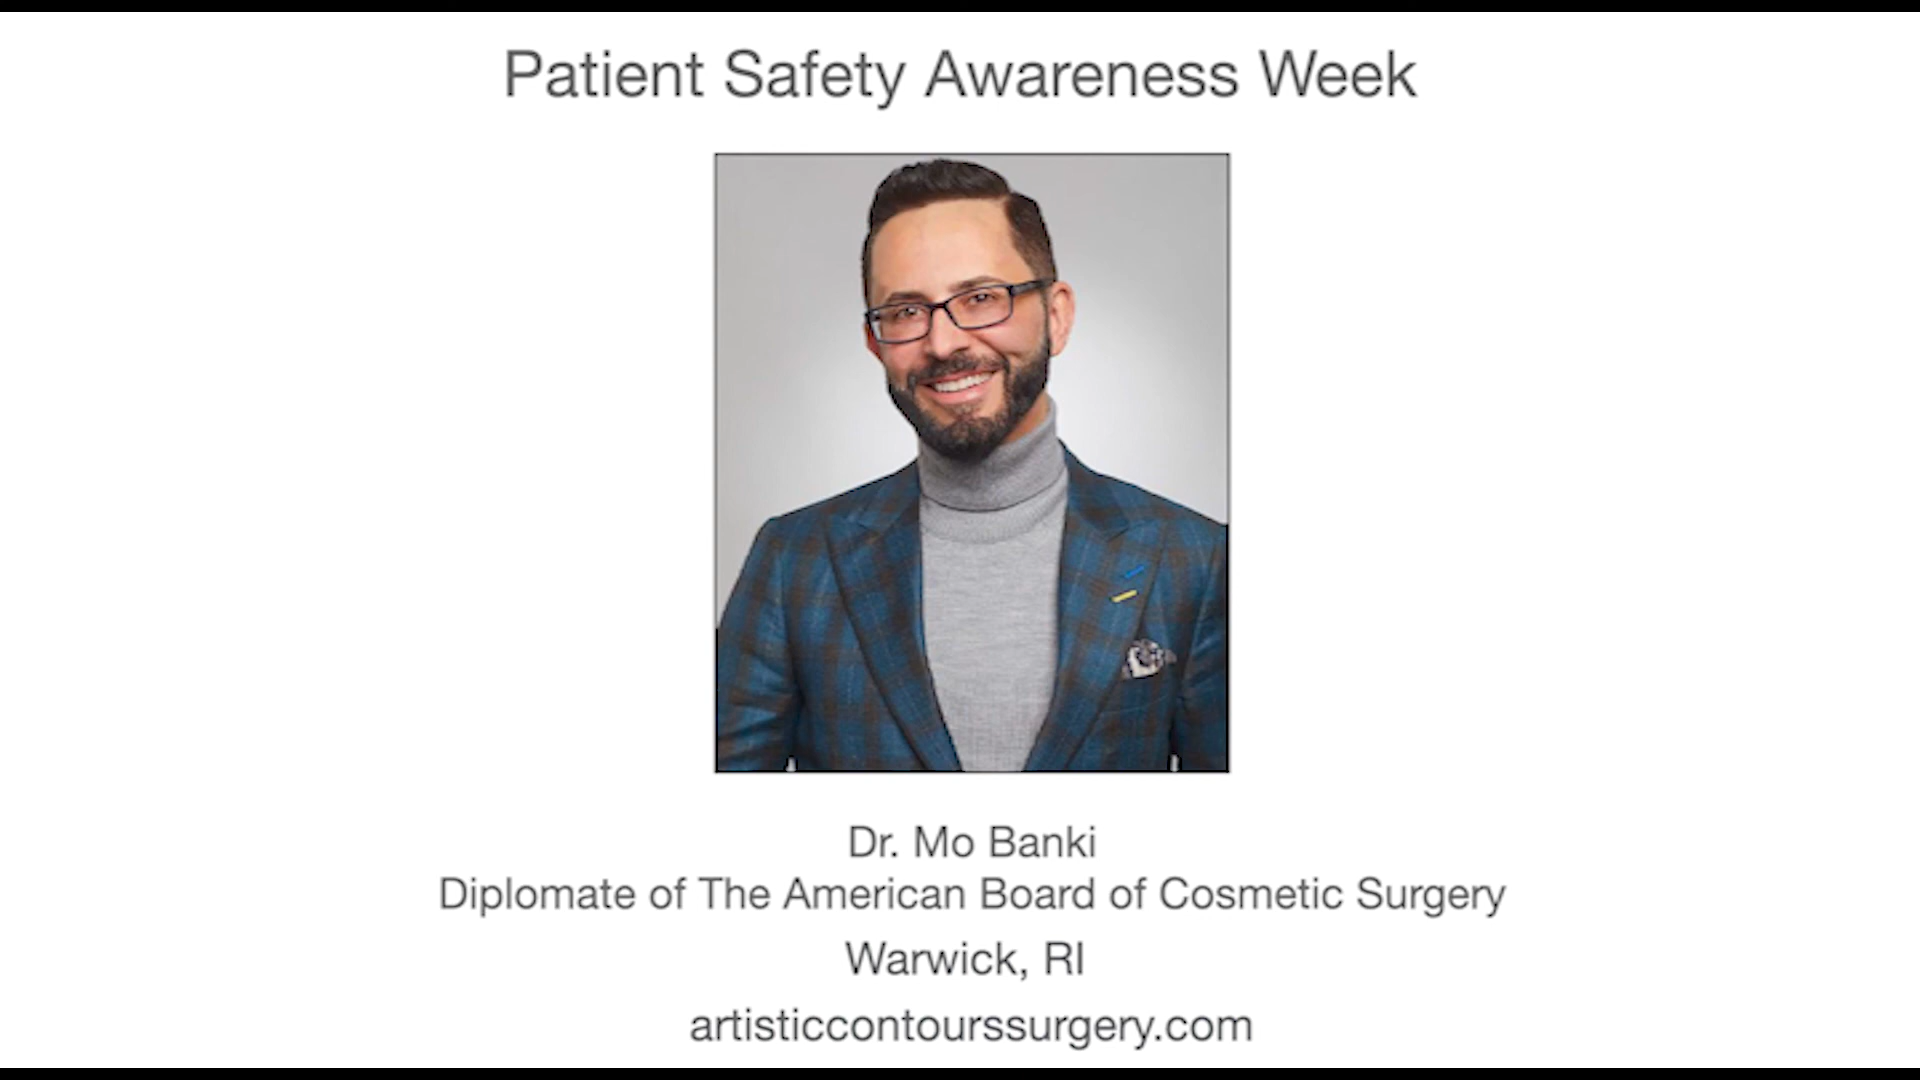 Patient Safety Awareness Week
Dr. Mo Banki
Diplomate of The American Board of Cosmetic Surgery
Warwick, RI
artisticcontourssurgery.com